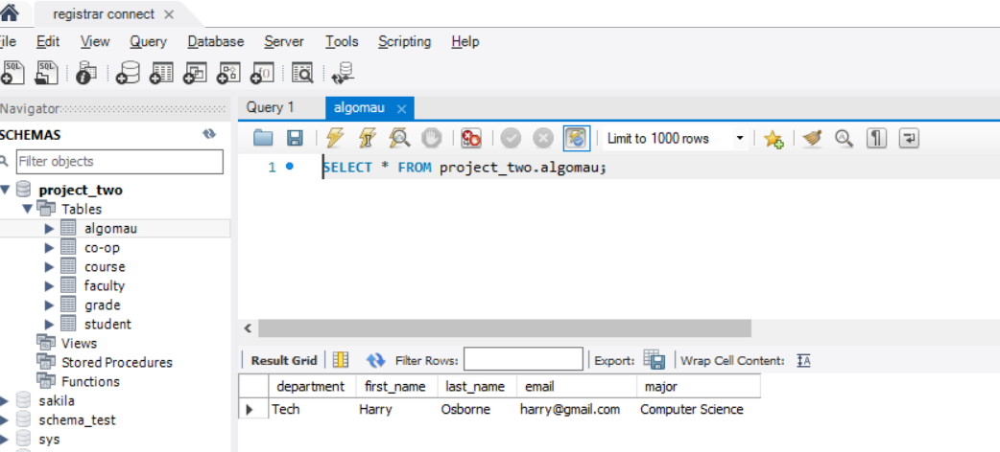 registrar connect ×
ile Edit View Query Database Server Tools Scripting Help
SQL SQL
Navigator
Query 1 algomau ×
SCHEMAS
Limit to 1000 rows
Filter objects
1 SELECT * FROM project_two.algomau;
project_two
Tables
algomau
co-op
course
faculty
grade
student
Views
Stored Procedures
Functions
sakila
schema_test
sys
Result Grid Filter Rows: Export: Wrap Cell Content: IA
department first_name last_name email major
Tech Harry Osborne harry@gmail.com Computer Science